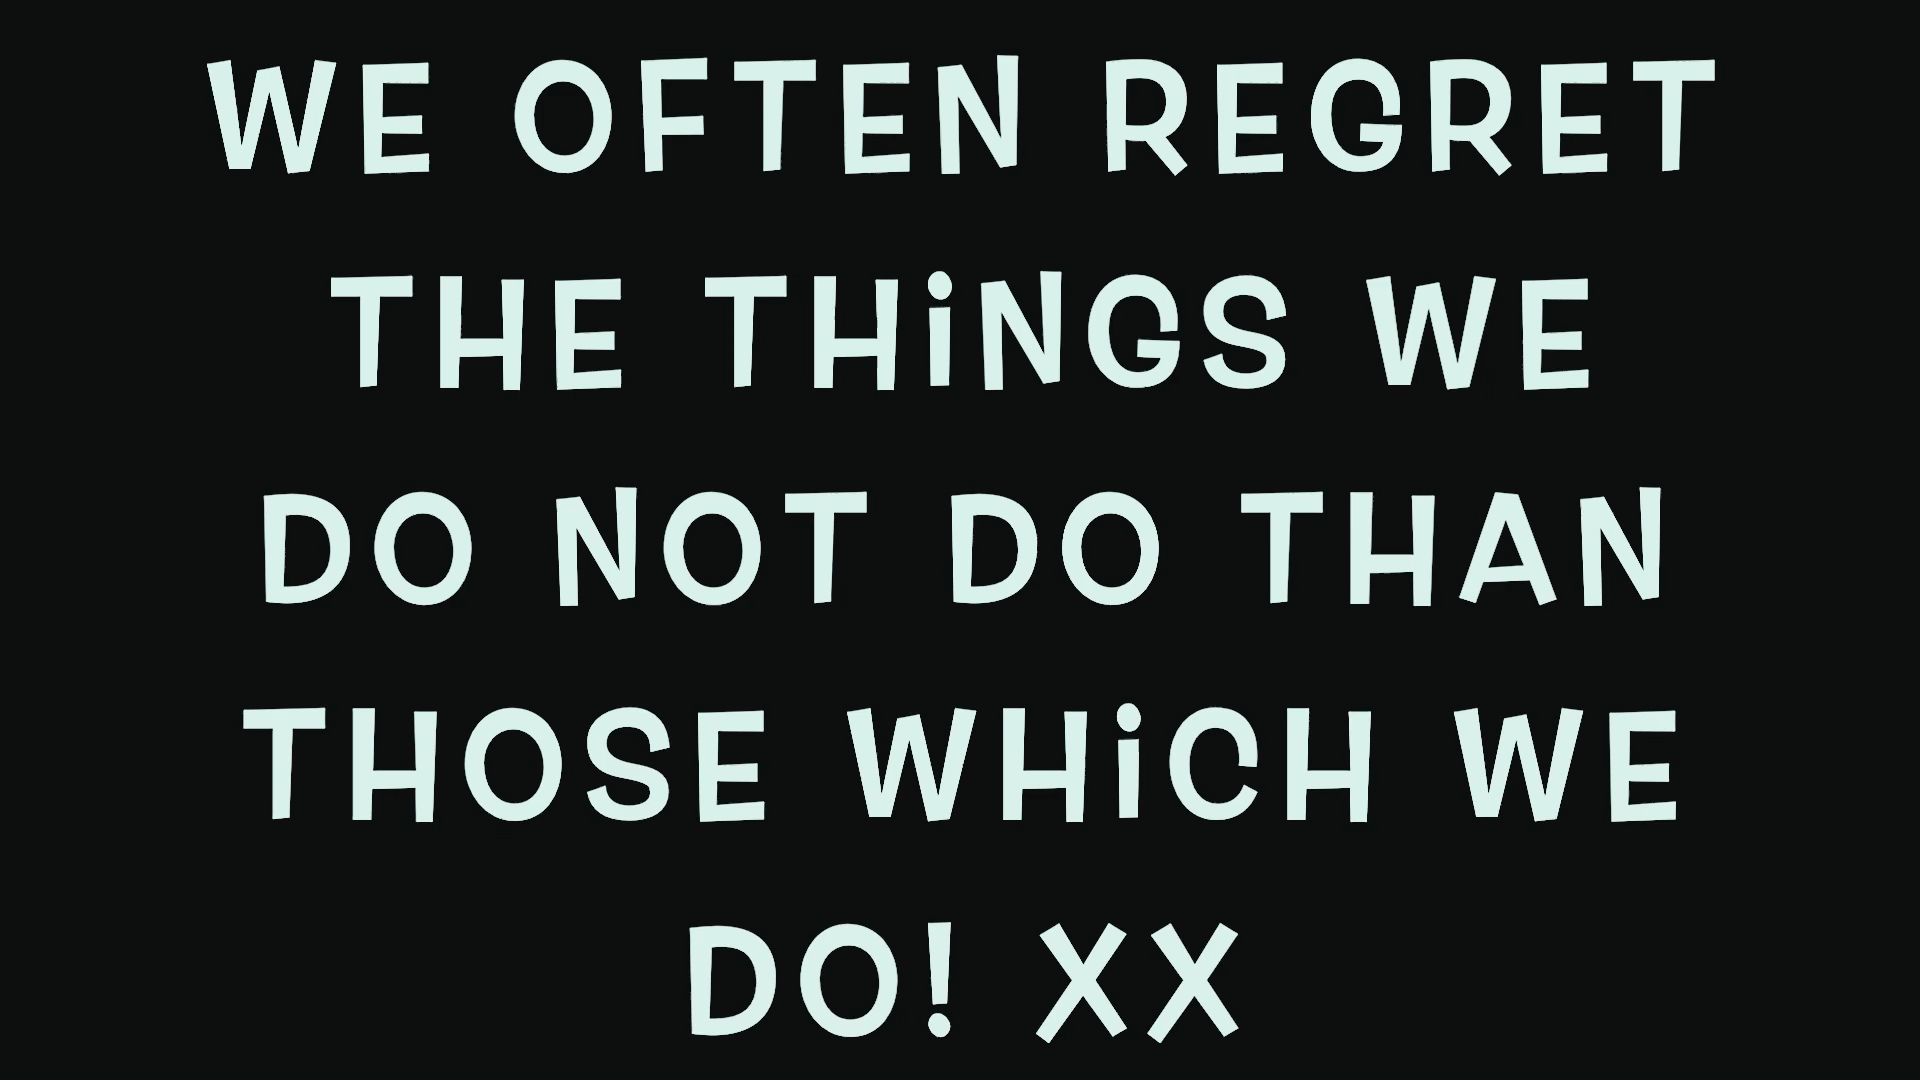 WE OFTEN REGRET
THE THiNGS WE
DO NOT DO THAN
THOSE WHiCH WE
DO! XX